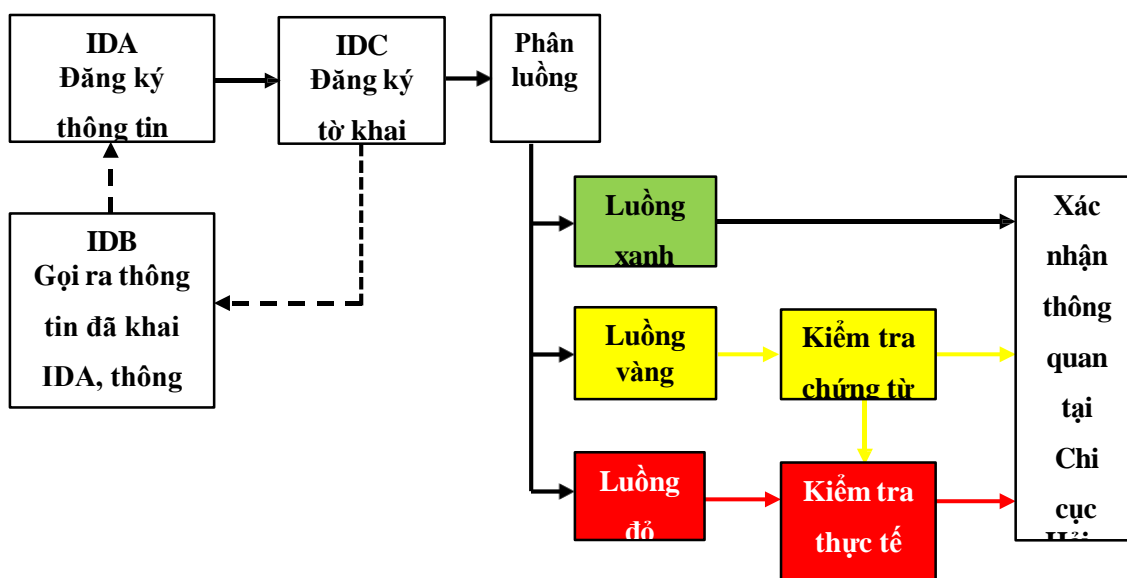 IDA
Đăng ký
thông tin
IDC
Đăng ký
tờ khai
Phân
luồng
IDB
Gọi ra thông
tin đã khai
IDA, thông
Luồng
xanh
Luồng
vàng
Kiểm tra
chứng từ
Luồng
đỏ
Kiểm tra
thực tế
Xác
nhận
thông
quan
tại
Chi
cục